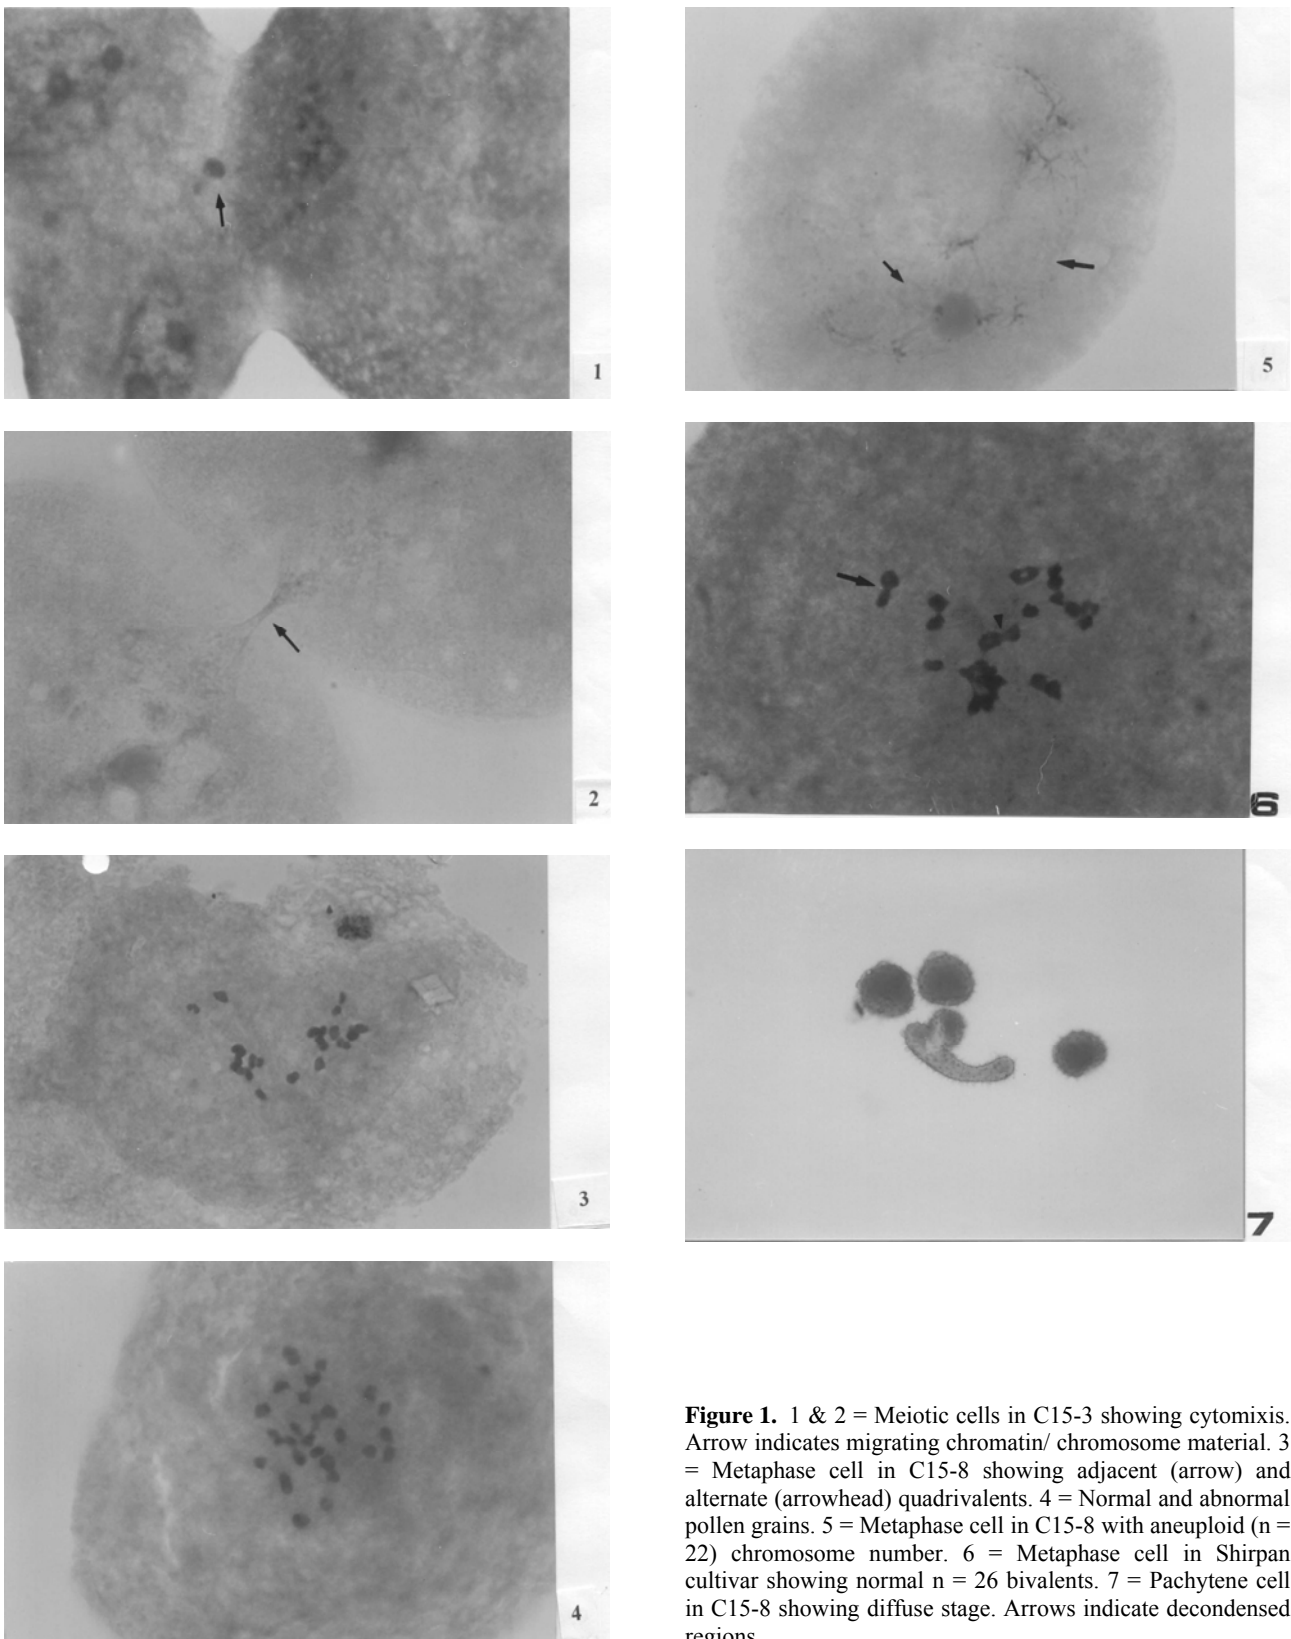 1
2
3
4
5
6
7
Figure 1. 1 & 2 = Meiotic cells in C15-3 showing cytomixis.
Arrow indicates migrating chromatin/ chromosome material. 3
= Metaphase cell in C15-8 showing adjacent (arrow) and
alternate (arrowhead) quadrivalents. 4 = Normal and abnormal
pollen grains. 5 = Metaphase cell in C15-8 with aneuploid (n =
22) chromosome number. 6 = Metaphase cell in Shirpan
cultivar showing normal n = 26 bivalents. 7 = Pachytene cell
in C15-8 showing diffuse stage. Arrows indicate decondensed
regions